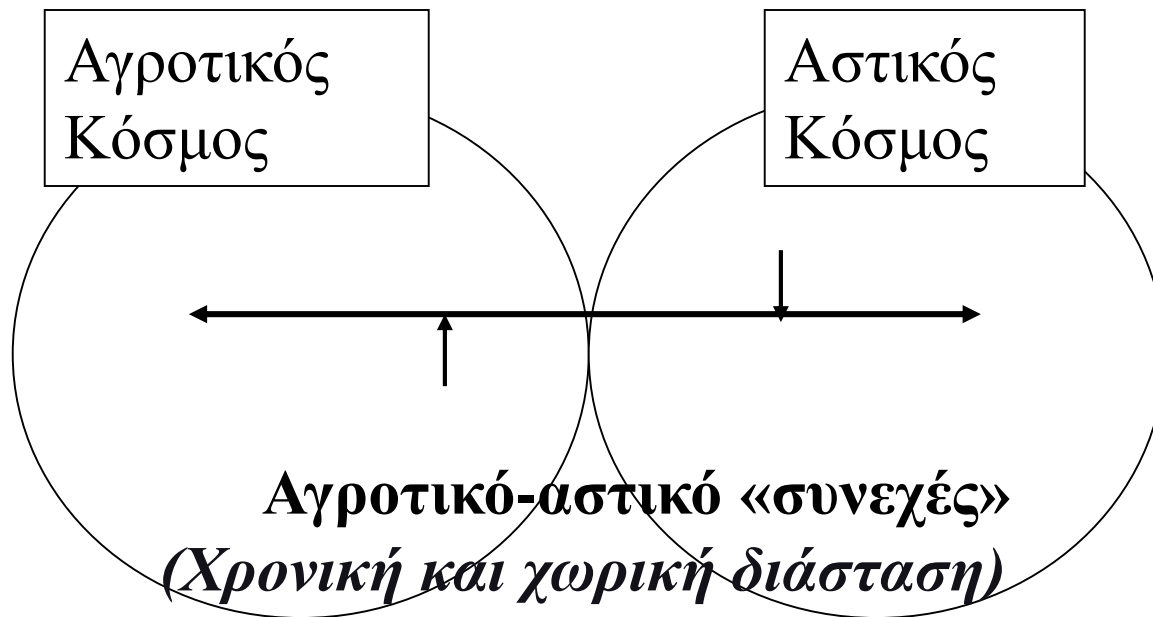 Αγροτικός
Κόσμος
Αστικός
Κόσμος
Αγροτικό-αστικό «συνεχές»
(Χρονική και χωρική διάσταση)